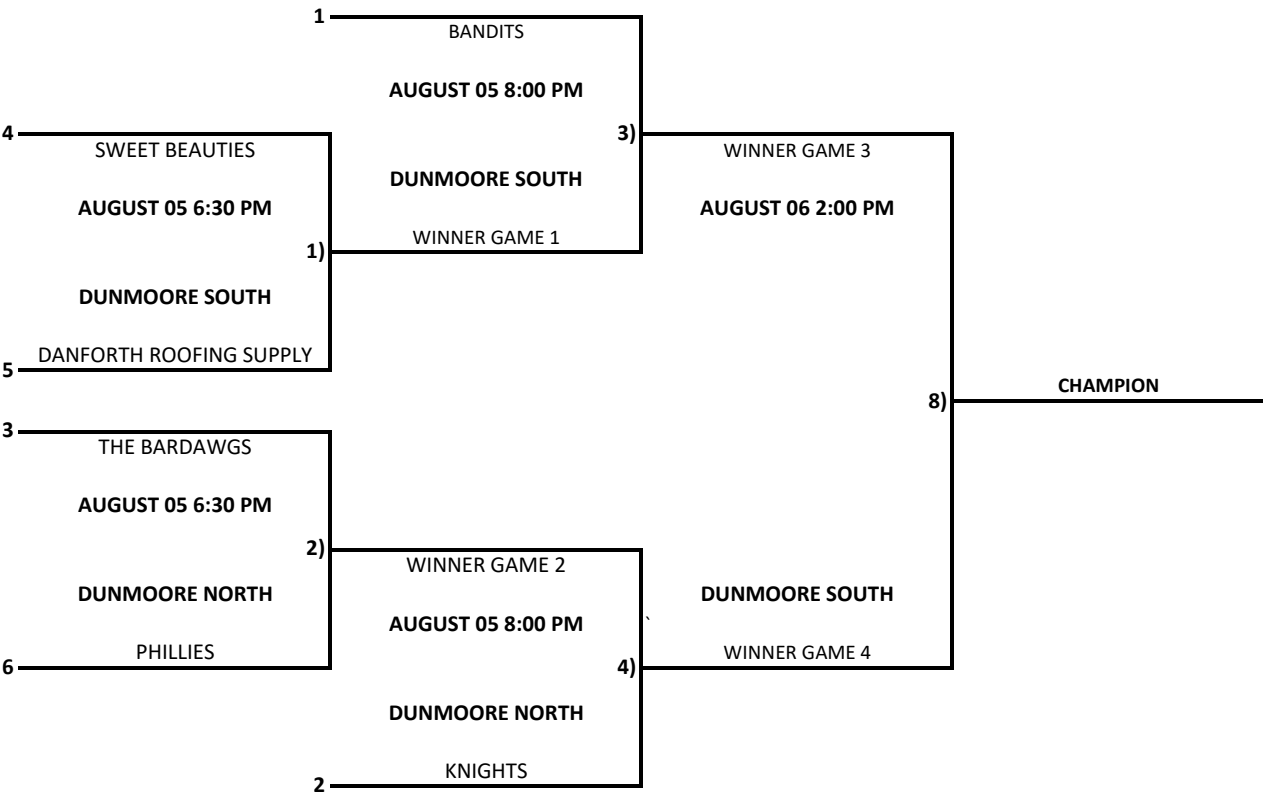 1
BANDITS
AUGUST 05 8:00 PM
4
3)
SWEET BEAUTIES
WINNER GAME 3
DUNMOORE SOUTH
AUGUST 05 6:30 PM
AUGUST 06 2:00 PM
WINNER GAME 1
1)
DUNMOORE SOUTH
DANFORTH ROOFING SUPPLY
5
CHAMPION
8)
3
THE BARDAWGS
AUGUST 05 6:30 PM
2)
WINNER GAME 2
DUNMOORE NORTH
DUNMOORE SOUTH
AUGUST 05 8:00 PM
`
PHILLIES
WINNER GAME 4
6
4)
DUNMOORE NORTH
KNIGHTS
2